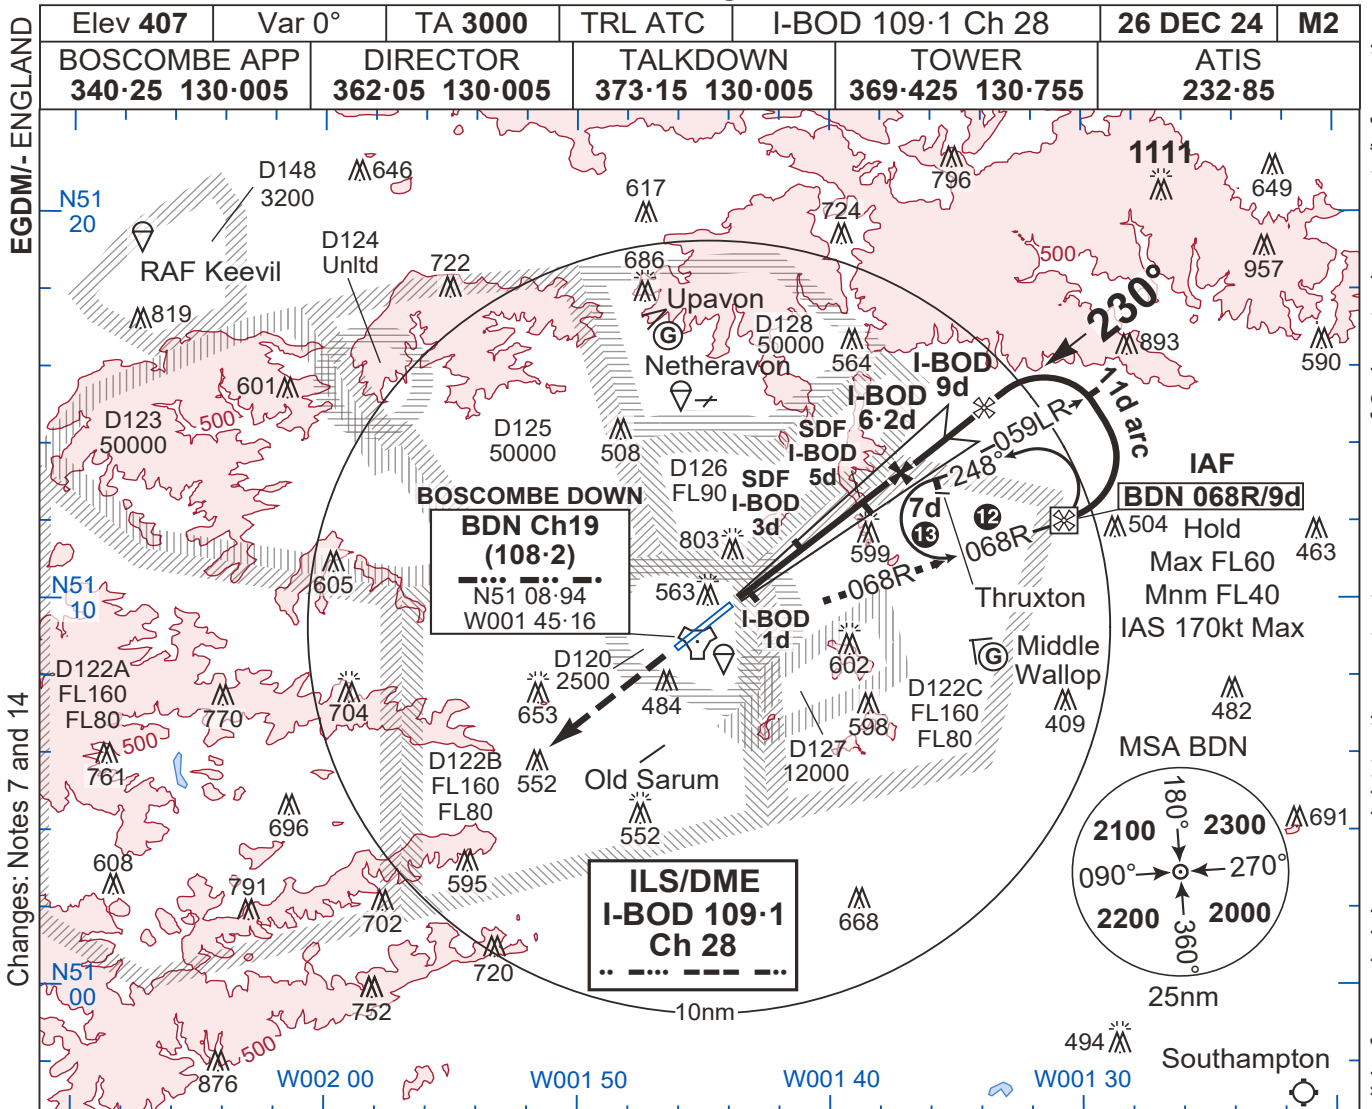 Elev 407
Var 0°
TA 3000
TRL ATC
I-BOD 109·1 Ch 28
26 DEC 24
M2
BOSCOMBE APP
340·25 130·005
DIRECTOR
362·05 130·005
TALKDOWN
373·15 130·005
TOWER
369·425 130·755
ATIS
232·85
EGDM/- ENGLAND
Changes: Notes 7 and 14
N51
20
D148
3200
646
617
724
796
1111
649
957
RAF Keevil
819
D124
Unltd
722
686
Upavon
G
Netheravon
D128
50000
564
500
230°
893
590
601
500
D123
50000
D125
50000
508
I-BOD
9d
I-BOD
6·2d
SDF
I-BOD
5d
SDF
I-BOD
3d
D126
FL90
059LR
248°
11d arc
IAF
BDN 068R/9d
Hold
Max FL60
Mnm FL40
IAS 170kt Max
504
463
7d
13
12
068R
068R
599
803
BOSCOMBE DOWN
BDN Ch19
(108·2)
N51 08·94
W001 45·16
605
563
I-BOD
1d
Thruxton
N51
10
G
Middle
Wallop
602
D120
2500
484
653
D122A
FL160
FL80
770
704
500
761
D122C
FL160
FL80
598
409
482
D127
12000
D122B
FL160
FL80
552
Old Sarum
552
MSA BDN
180°
2100
2300
090°
270°
2200
2000
360°
25nm
691
696
608
791
702
595
ILS/DME
I-BOD 109·1
Ch 28
668
720
N51
00
752
10nm
500
876
494
Southampton
W002 00
W001 50
W001 40
W001 30